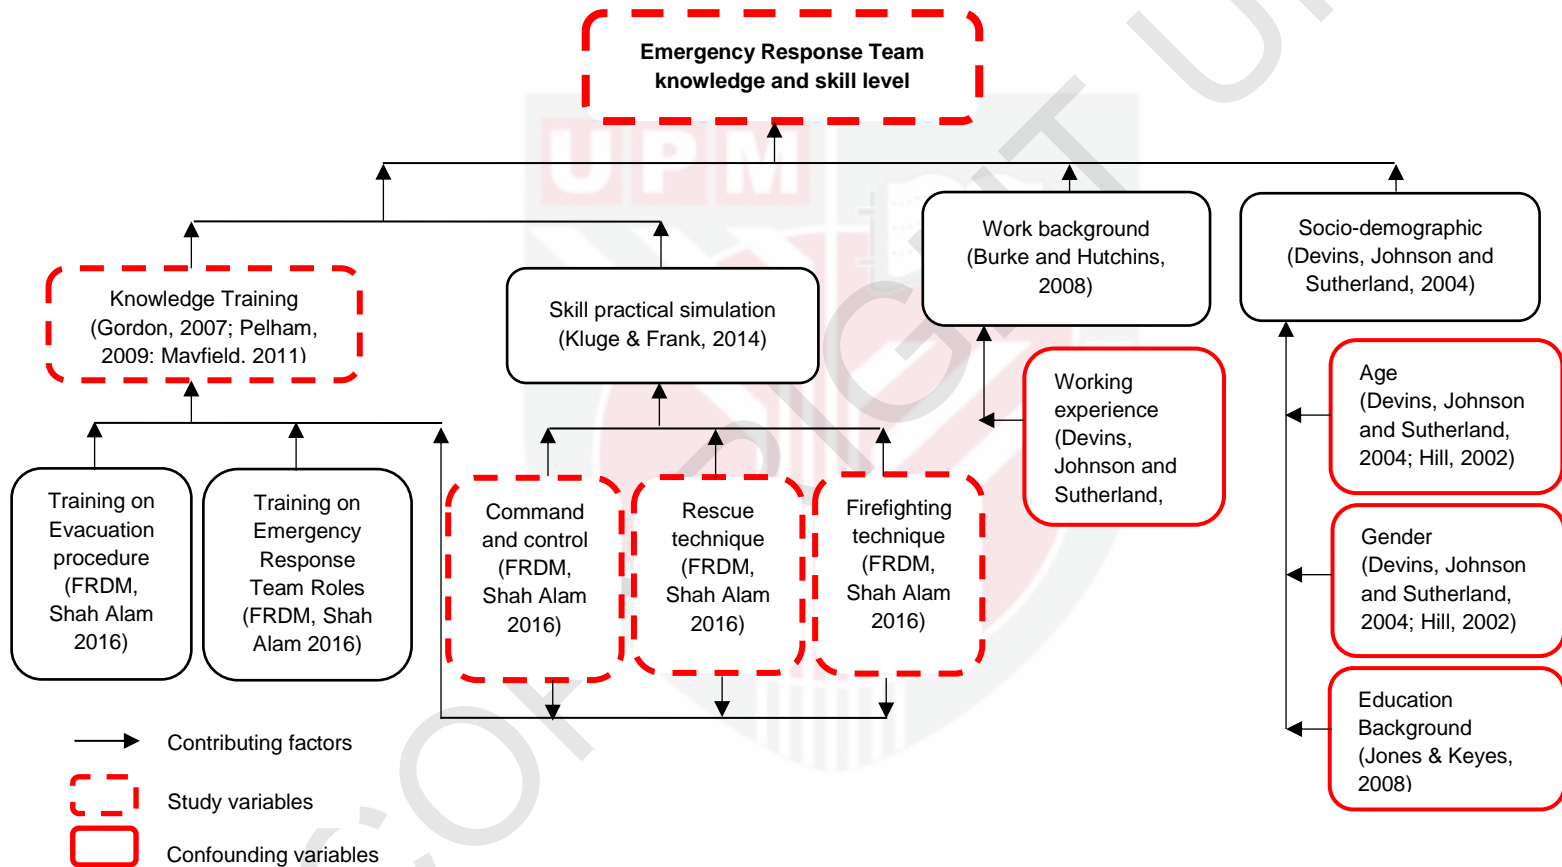 Emergency Response Team
knowledge and skill level
UPM
Work background
(Burke and Hutchins,
2008)
Socio-demographic
(Devins, Johnson and
Sutherland, 2004)
Knowledge Training
(Gordon, 2007; Pelham,
2009: Mayfield. 2011)
Skill practical simulation
(Kluge & Frank, 2014)
Working
experience
(Devins,
Johnson and
Sutherland,
Age
(Devins, Johnson
and Sutherland,
2004; Hill, 2002)
Gender
(Devins, Johnson
and Sutherland,
2004; Hill, 2002)
Education
Background
(Jones & Keyes,
2008)
Training on
Evacuation
procedure
(FRDM,
Shah Alam
2016)
Training on
Emergency
Response
Team Roles
(FRDM, Shah
Alam 2016)
Command
and control
(FRDM,
Shah Alam
2016)
Rescue
technique
(FRDM,
Shah Alam
2016)
Firefighting
technique
(FRDM,
Shah Alam
2016)
Contributing factors
Study variables
Confounding variables